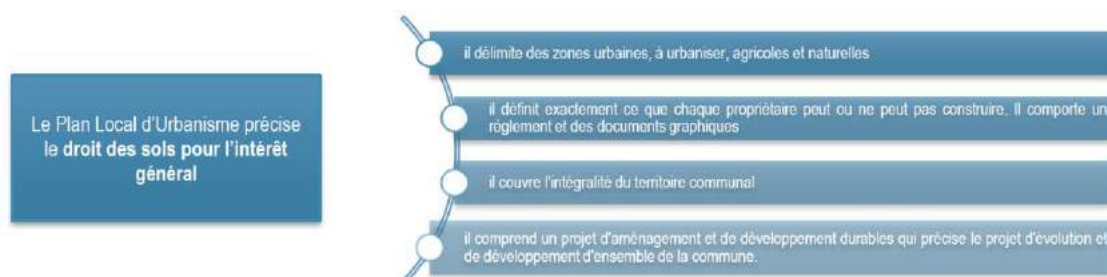 Le Plan Local d'Urbanisme précise
le droit des sols pour l'intérêt
général
il délimite des zones urbaines, à urbaniser, agricoles et naturelles
il définit exactement ce que chaque propriétaire peut ou ne peut pas construire. Il comporte un
règlement et des documents graphiques
il couvre l'intégralité du territoire communal
il comprend un projet d'aménagement et de développement durables qui précise le projet d'évolution et
de développement d'ensemble de la commune.